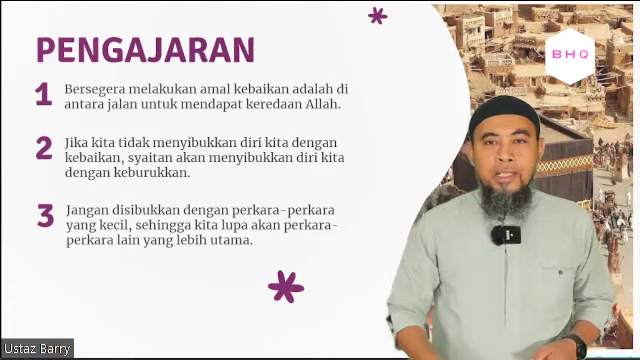 PENGAJARAN
BHQ
1 Bersegera melakukan amal kebaikan adalah di
antara jalan untuk mendapat keredaan Allah.
2 Jika kita tidak menyibukkan diri kita dengan
kebaikan, syaitan akan menyibukkan diri kita
dengan keburukkan.
3 Jangan disibukkan dengan perkara-perkara
yang kecil, sehingga kita lupa akan perkara-
perkara lain yang lebih utama.
Ustaz Barry